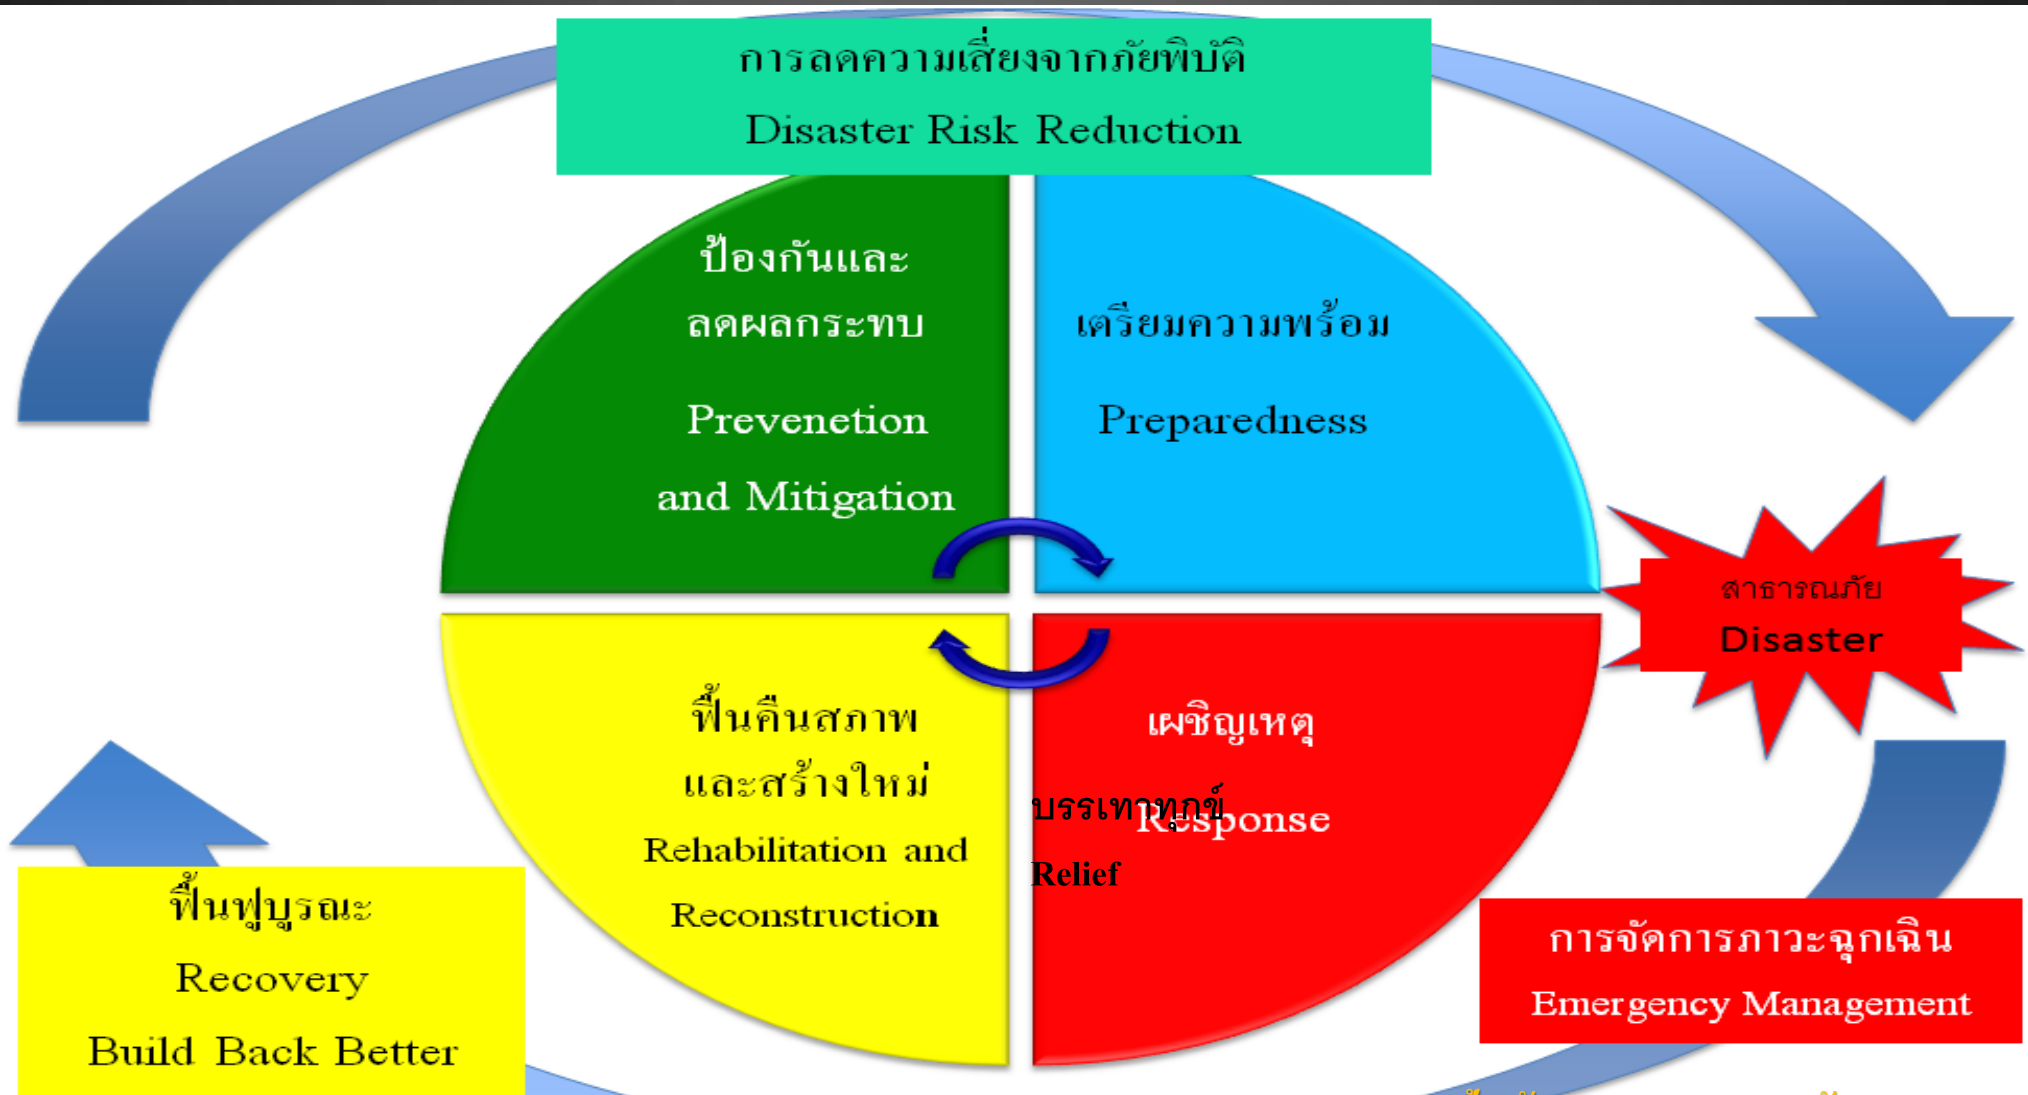 การลดความเสี่ยงจากภัยพิบัติ
Disaster Risk Reduction
ป้องกันและ
ลดผลกระทบ
Prevenetion
and Mitigation
เตรียมความพร้อม
Preparedness
สาธารณภัย
Disaster
ฟื้นคืนสภาพ
และสร้างใหม่
Rehabilitation and
Reconstruction
เผชิญเหตุ
Response
บรรเทาทุกข์
Relief
ฟื้นฟูบูรณะ
Recovery
Build Back Better
การจัดการภาวะฉุกเฉิน
Emergency Management